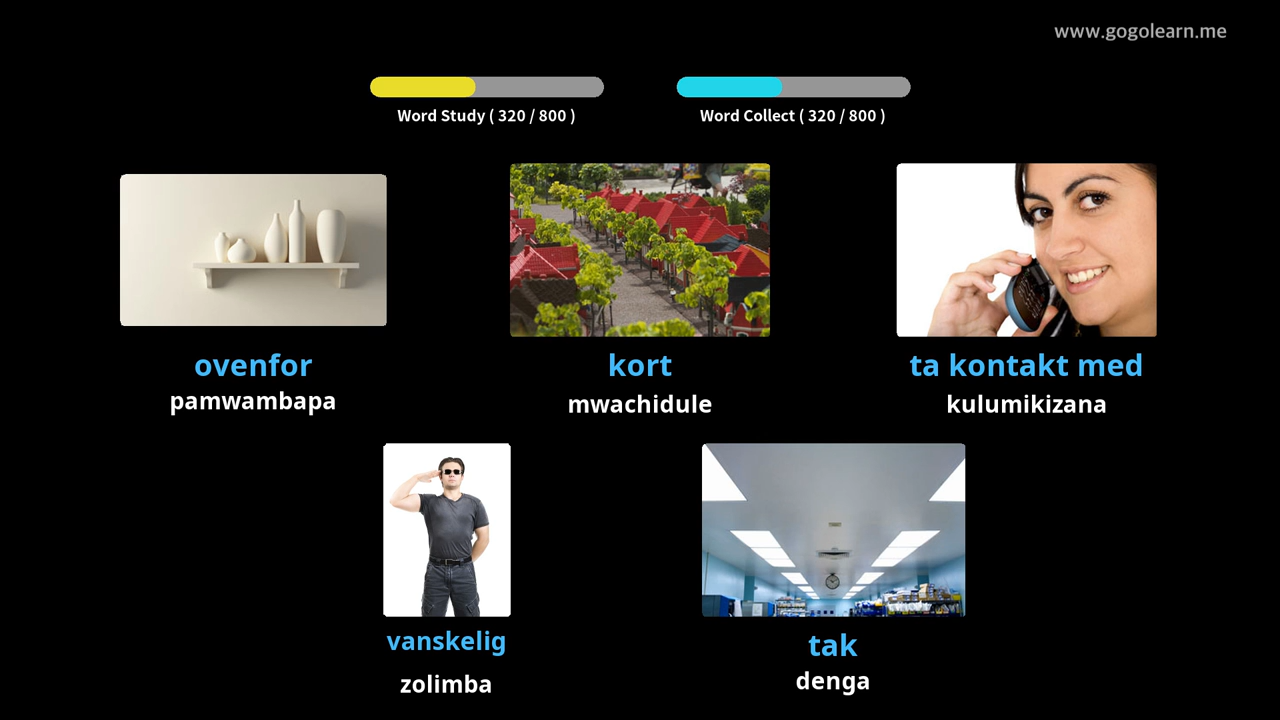 www.gogolearn.me
Word Study ( 320 / 800 )
Word Collect ( 320 / 800 )
ovenfor
pamwambapa
kort
mwachidule
ta kontakt med
kulumikizana
vanskelig
zolimba
tak
denga